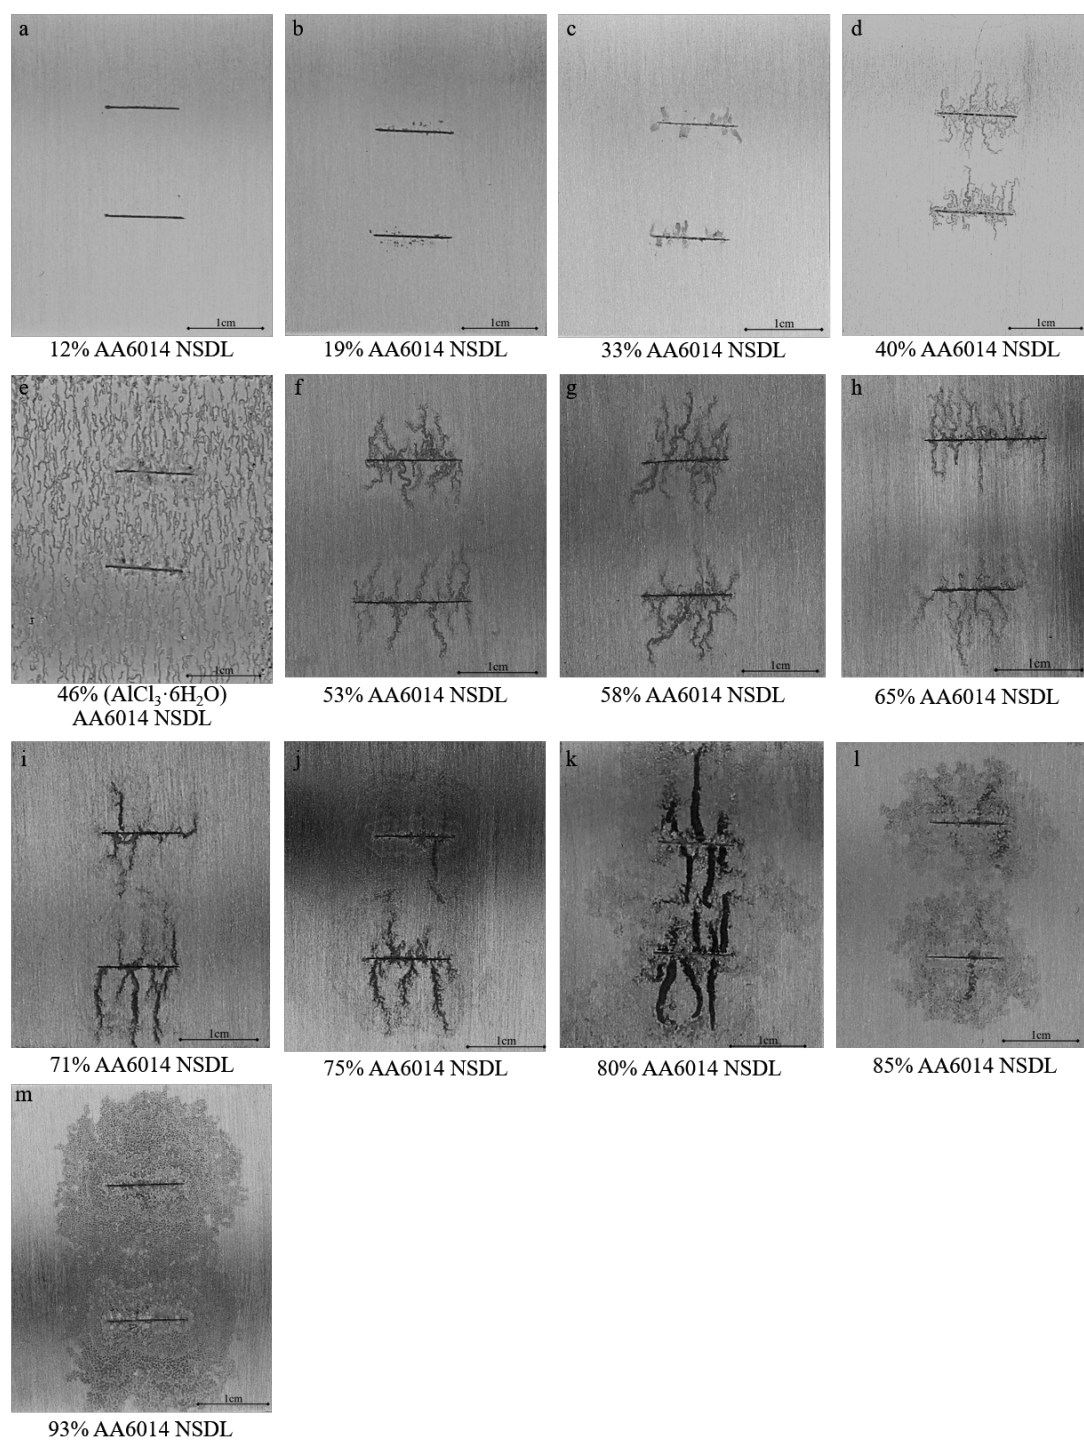 a
b
c
d
1cm
1cm
1cm
1cm
12% AA6014 NSDL
19% AA6014 NSDL
33% AA6014 NSDL
40% AA6014 NSDL
e
f
g
h
1cm
1cm
1cm
1cm
46% (AlCl₃·6H₂O)
AA6014 NSDL
53% AA6014 NSDL
58% AA6014 NSDL
65% AA6014 NSDL
i
j
k
l
1cm
1cm
1cm
1cm
71% AA6014 NSDL
75% AA6014 NSDL
80% AA6014 NSDL
85% AA6014 NSDL
m
1cm
93% AA6014 NSDL